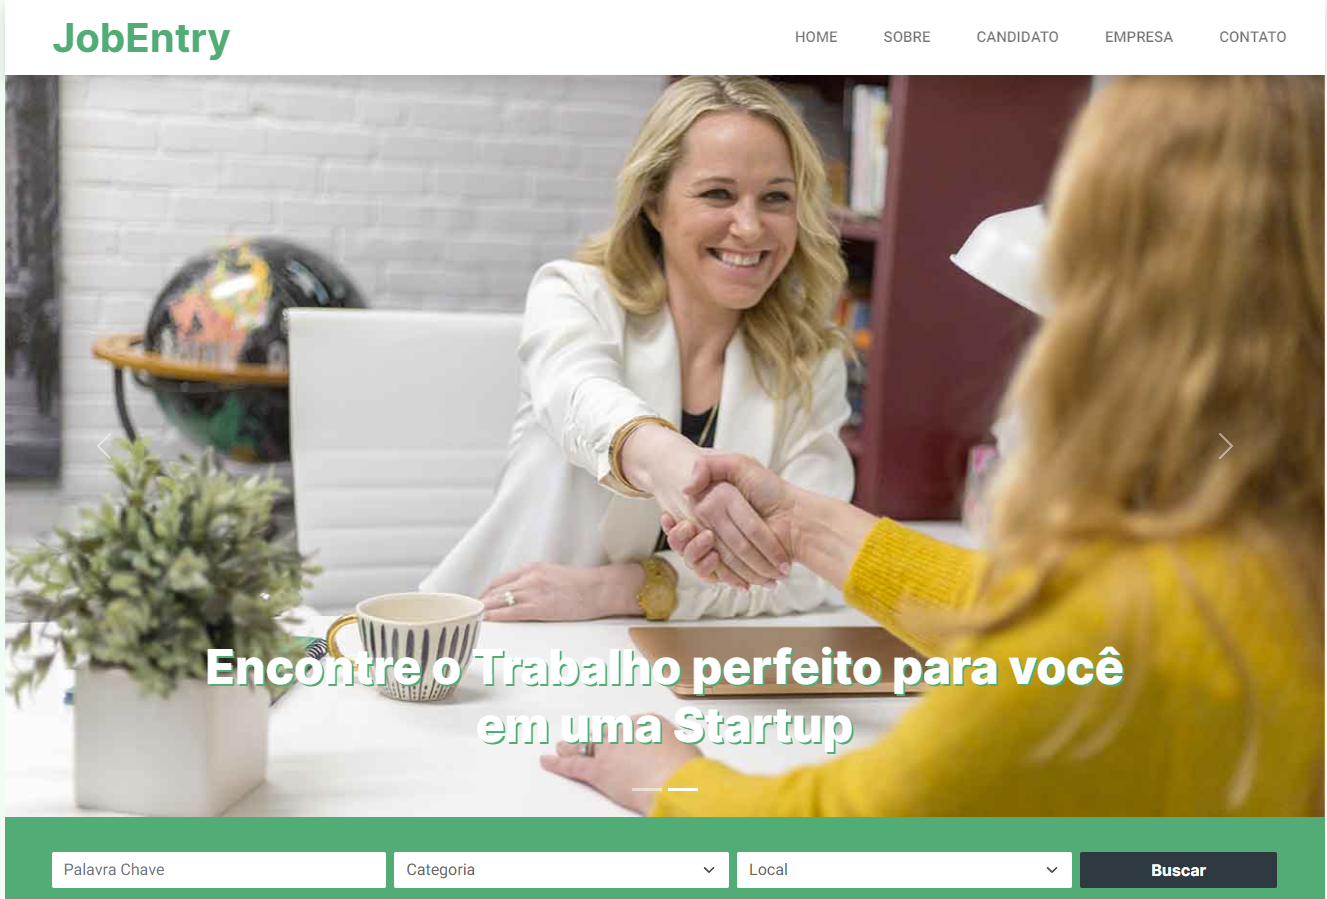 JobEntry
HOME SOBRE CANDIDATO EMPRESA CONTATO
Encontre o Trabalho perfeito para você
em uma Startup
Palavra Chave
Categoria
Local
Buscar